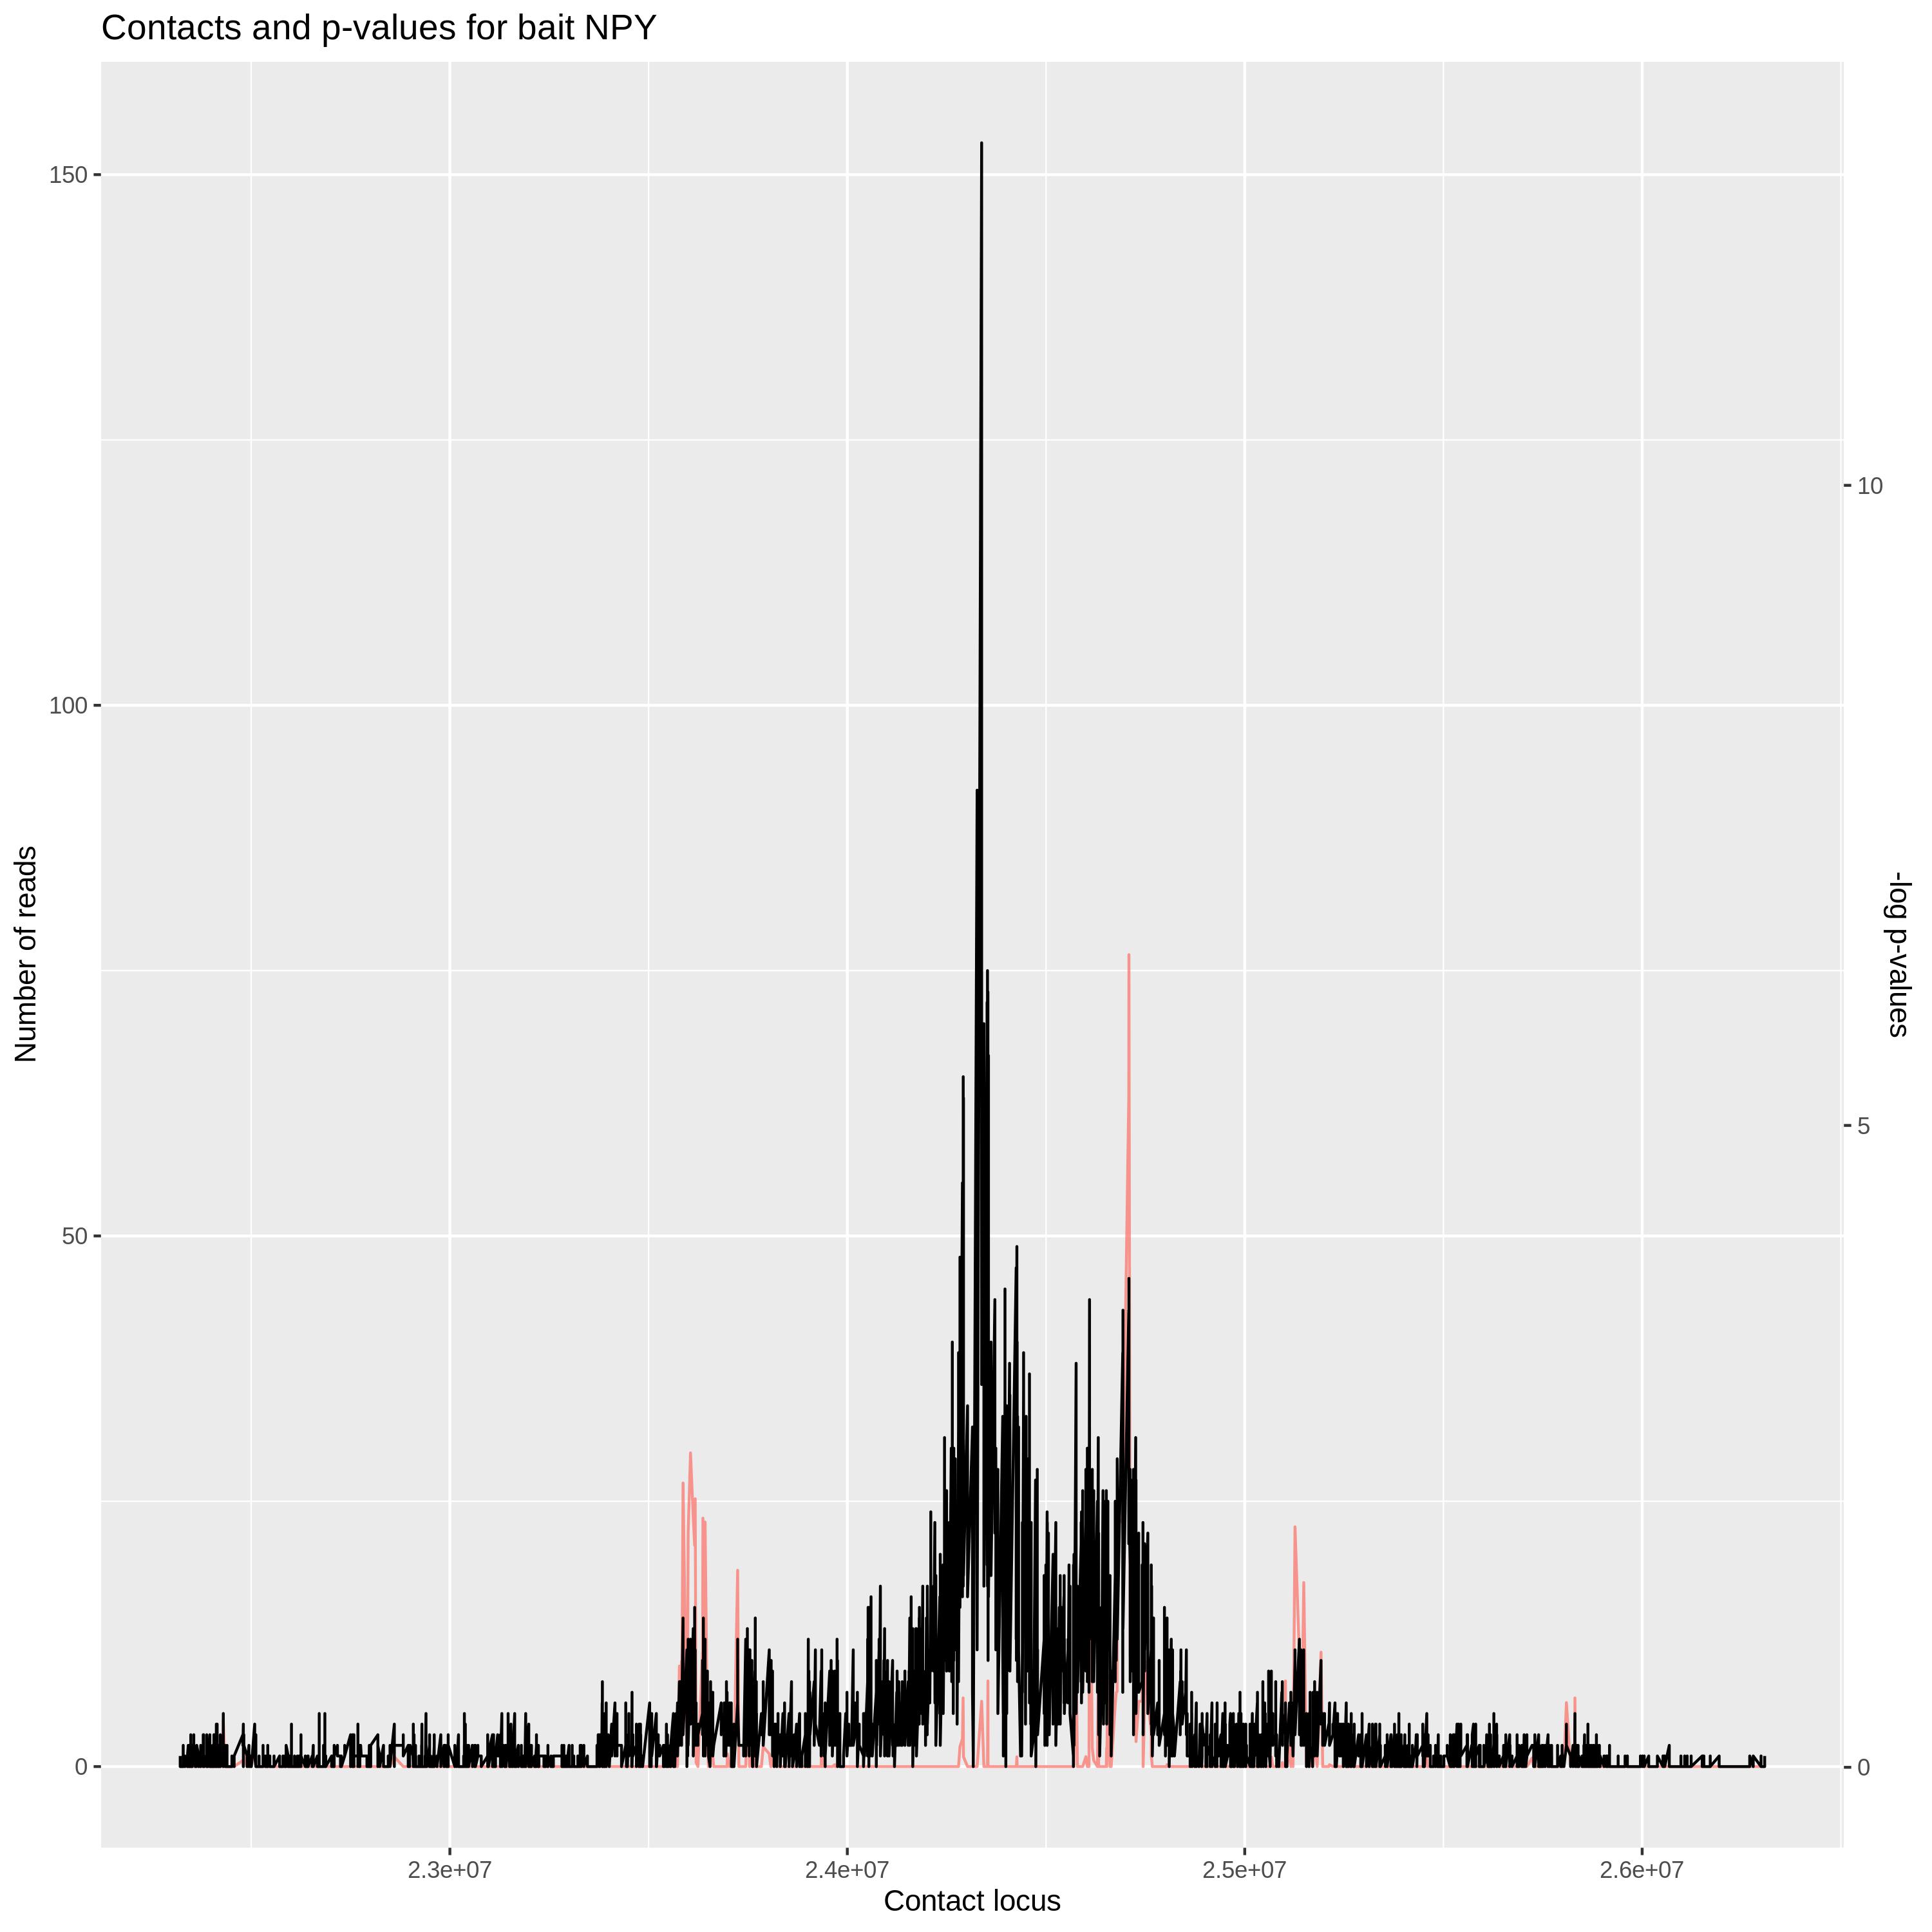 Contacts and p-values for bait NPY
150
100
50
0
10
5
0
Number of reads
-log p-values
2.3e+07
2.4e+07
2.5e+07
2.6e+07
Contact locus